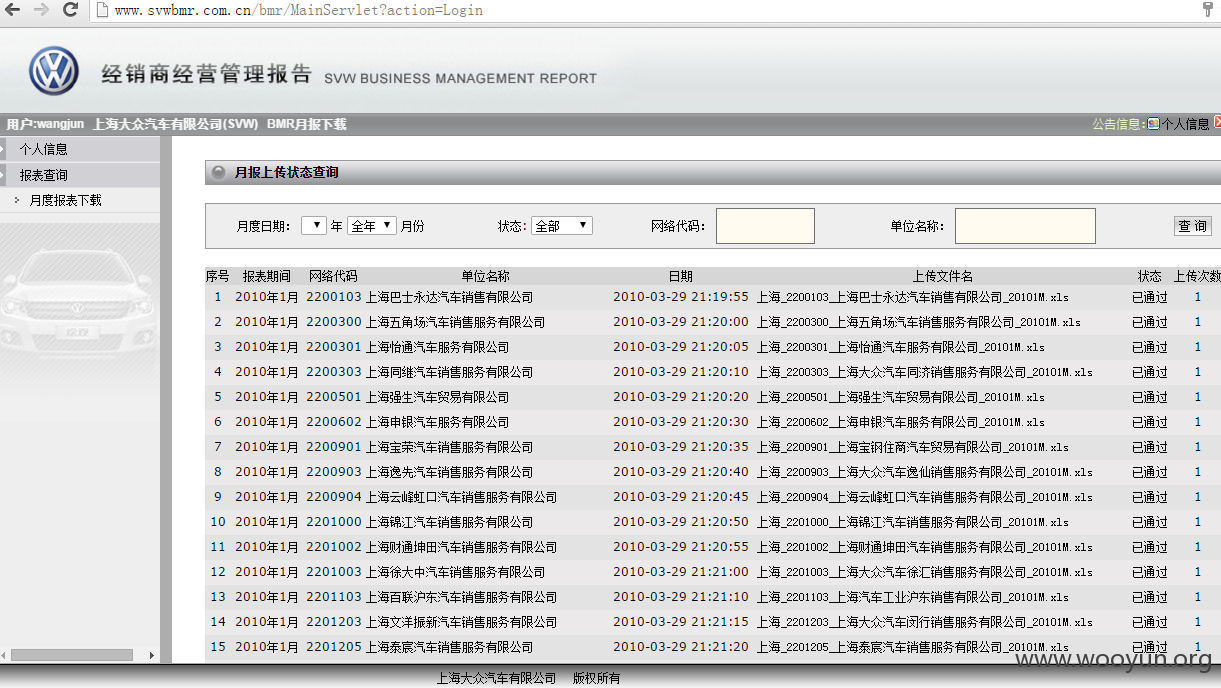 www.svwbmr.com.cn/bmr/MainServlet?action=Login
经销商经营管理报告 SVW BUSINESS MANAGEMENT REPORT
用户:wangjun 上海大众汽车有限公司(SVW) BMR月报下载 公告信息: 个人信息
个人信息
报表查询
月度报表下载
月报上传状态查询
月度日期： 年 全年 月份 状态： 全部 网络代码： 单位名称： 查 询
序号 报表期间 网络代码 单位名称 日期 上传文件名 状态 上传次数
1 2010年1月 2200103 上海巴士永达汽车销售有限公司 2010-03-29 21:19:55 上海_2200103_上海巴士永达汽车销售有限公司_20101M.xls 已通过 1
2 2010年1月 2200300 上海五角场汽车销售服务有限公司 2010-03-29 21:20:00 上海_2200300_上海五角场汽车销售服务有限公司_20101M.xls 已通过 1
3 2010年1月 2200301 上海怡通汽车服务有限公司 2010-03-29 21:20:05 上海_2200301_上海怡通汽车服务有限公司_20101M.xls 已通过 1
4 2010年1月 2200303 上海同继汽车销售服务有限公司 2010-03-29 21:20:10 上海_2200303_上海大众汽车同济销售服务有限公司_20101M.xls 已通过 1
5 2010年1月 2200501 上海强生汽车贸易有限公司 2010-03-29 21:20:20 上海_2200501_上海强生汽车贸易有限公司_20101M.xls 已通过 1
6 2010年1月 2200602 上海申银汽车服务有限公司 2010-03-29 21:20:30 上海_2200602_上海申银汽车服务有限公司_20101M.xls 已通过 1
7 2010年1月 2200901 上海宝荣汽车销售服务有限公司 2010-03-29 21:20:35 上海_2200901_上海宝钢住商汽车贸易有限公司_20101M.xls 已通过 1
8 2010年1月 2200903 上海逸先汽车销售服务有限公司 2010-03-29 21:20:40 上海_2200903_上海大众汽车逸仙销售服务有限公司_20101M.xls 已通过 1
9 2010年1月 2200904 上海云峰虹口汽车销售服务有限公司 2010-03-29 21:20:45 上海_2200904_上海云峰虹口汽车销售服务有限公司_20101M.xls 已通过 1
10 2010年1月 2201000 上海锦江汽车销售服务有限公司 2010-03-29 21:20:50 上海_2201000_上海锦江汽车销售服务有限公司_20101M.xls 已通过 1
11 2010年1月 2201002 上海财通坤田汽车销售服务有限公司 2010-03-29 21:20:55 上海_2201002_上海财通坤田汽车销售服务有限公司_20101M.xls 已通过 1
12 2010年1月 2201003 上海徐大中汽车销售服务有限公司 2010-03-29 21:21:00 上海_2201003_上海大众汽车徐汇销售服务有限公司_20101M.xls 已通过 1
13 2010年1月 2201103 上海百联沪东汽车销售服务有限公司 2010-03-29 21:21:10 上海_2201103_上海汽车工业沪东销售有限公司_20101M.xls 已通过 1
14 2010年1月 2201203 上海文洋振新汽车销售服务有限公司 2010-03-29 21:21:15 上海_2201203_上海大众汽车闵行销售服务有限公司_20101M.xls 已通过 1
15 2010年1月 2201205 上海泰宸汽车销售服务有限公司 2010-03-29 21:21:20 上海_2201205_上海泰宸汽车销售服务有限公司_20101M.xls 已通过 1
www.wooyun.org
上海大众汽车有限公司 版权所有